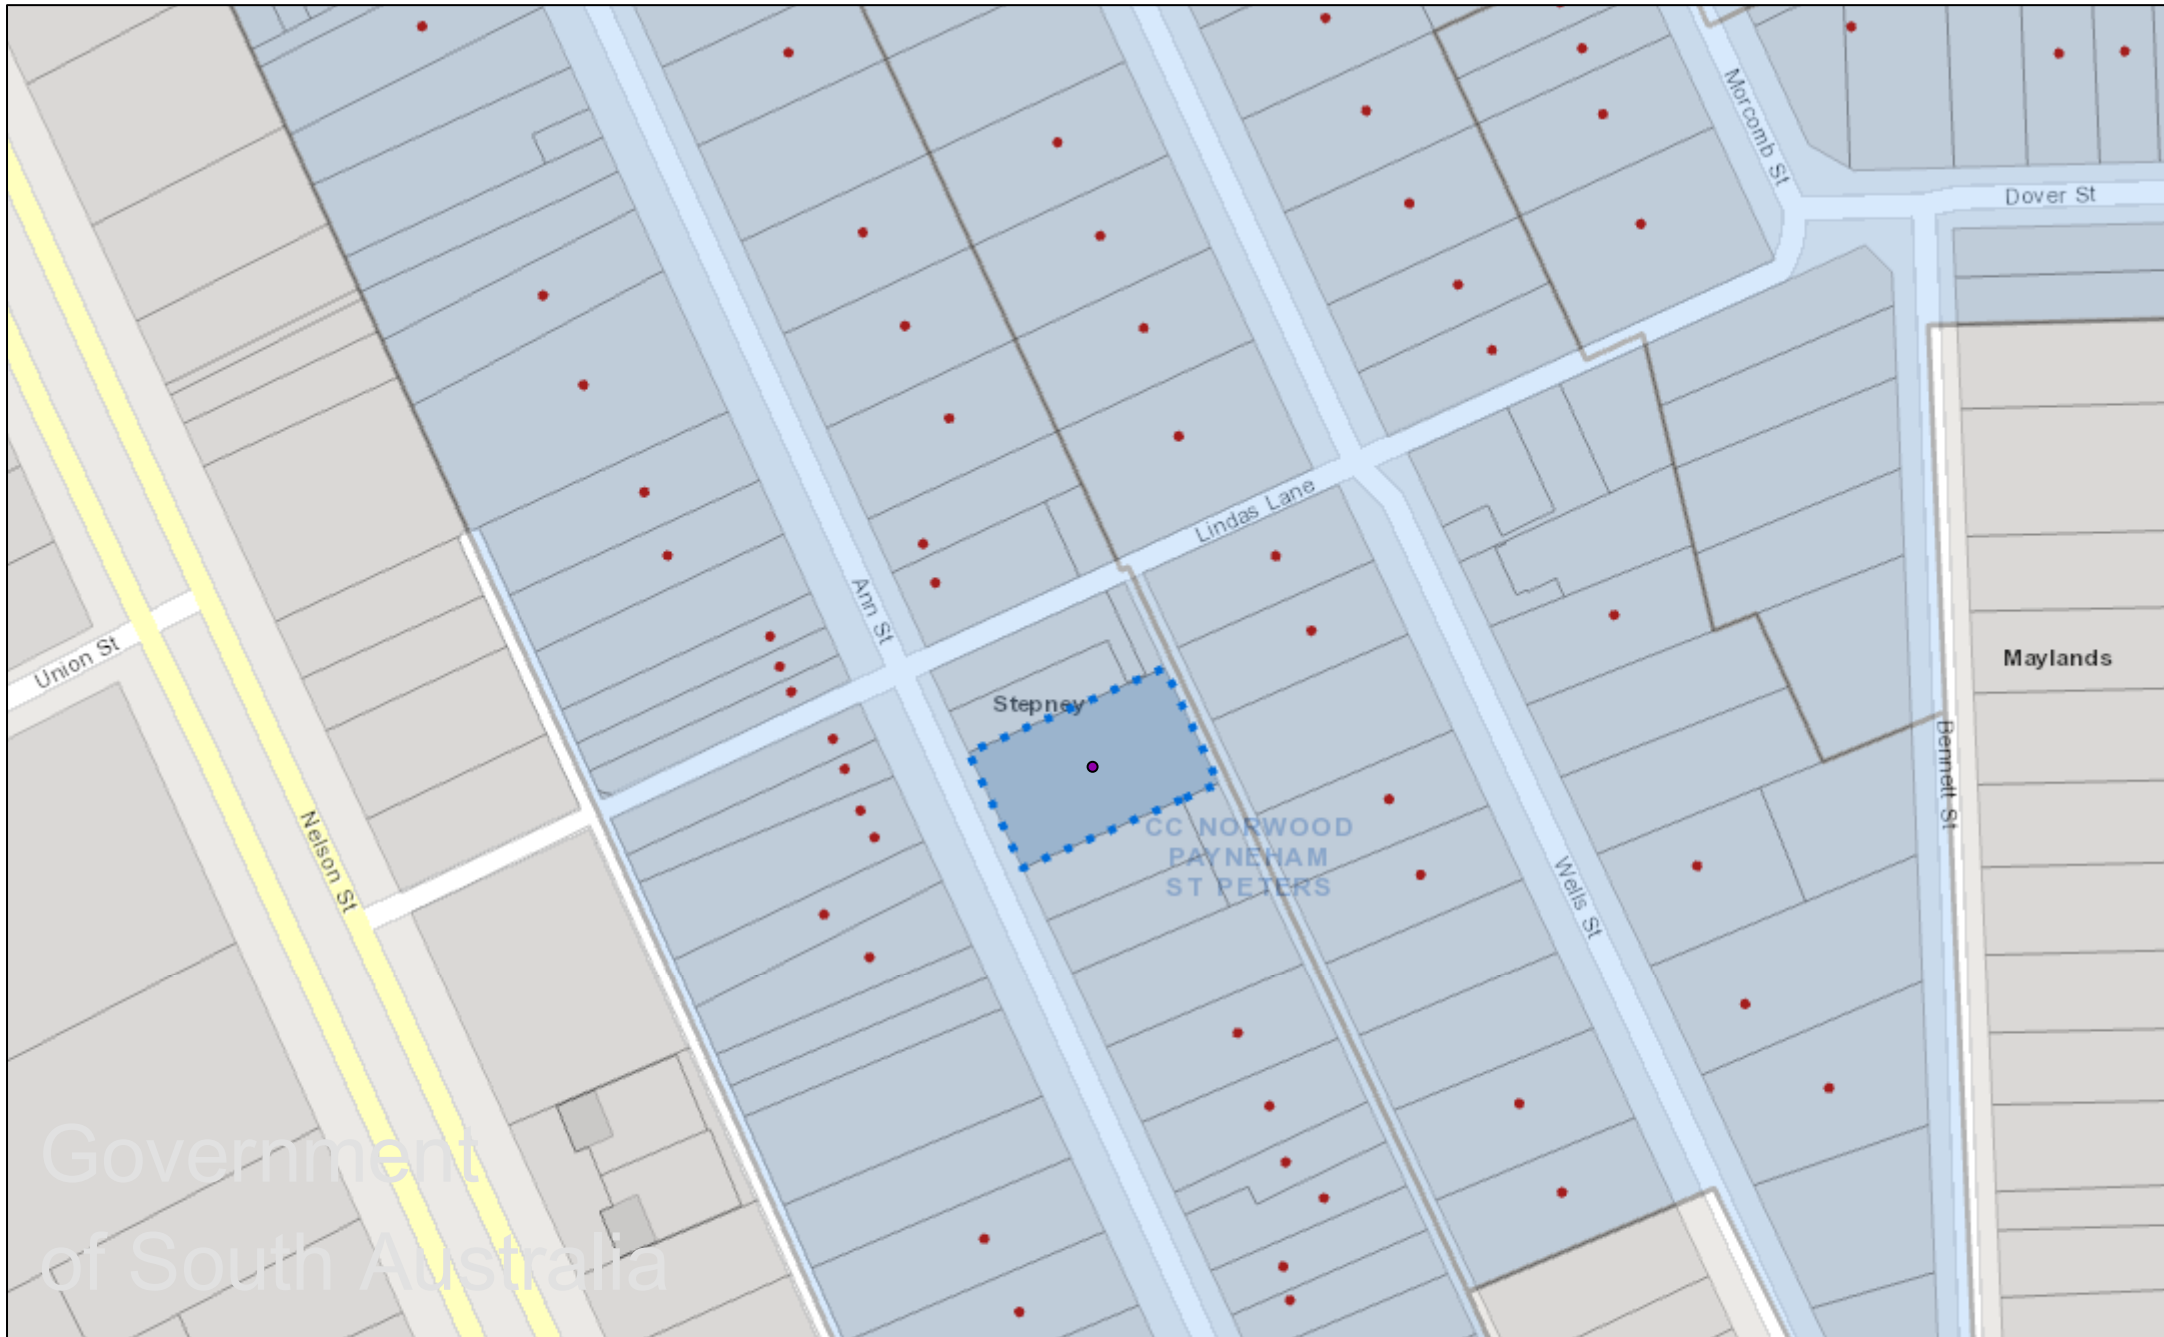 Morcomb St
Dover St
Lindas Lane
Ann St
Union St
Maylands
Stepney
Bennett St
Nelson St
CC NORWOOD
PAYNEHAM
ST PETERS
Wells St
Government
of South Australia